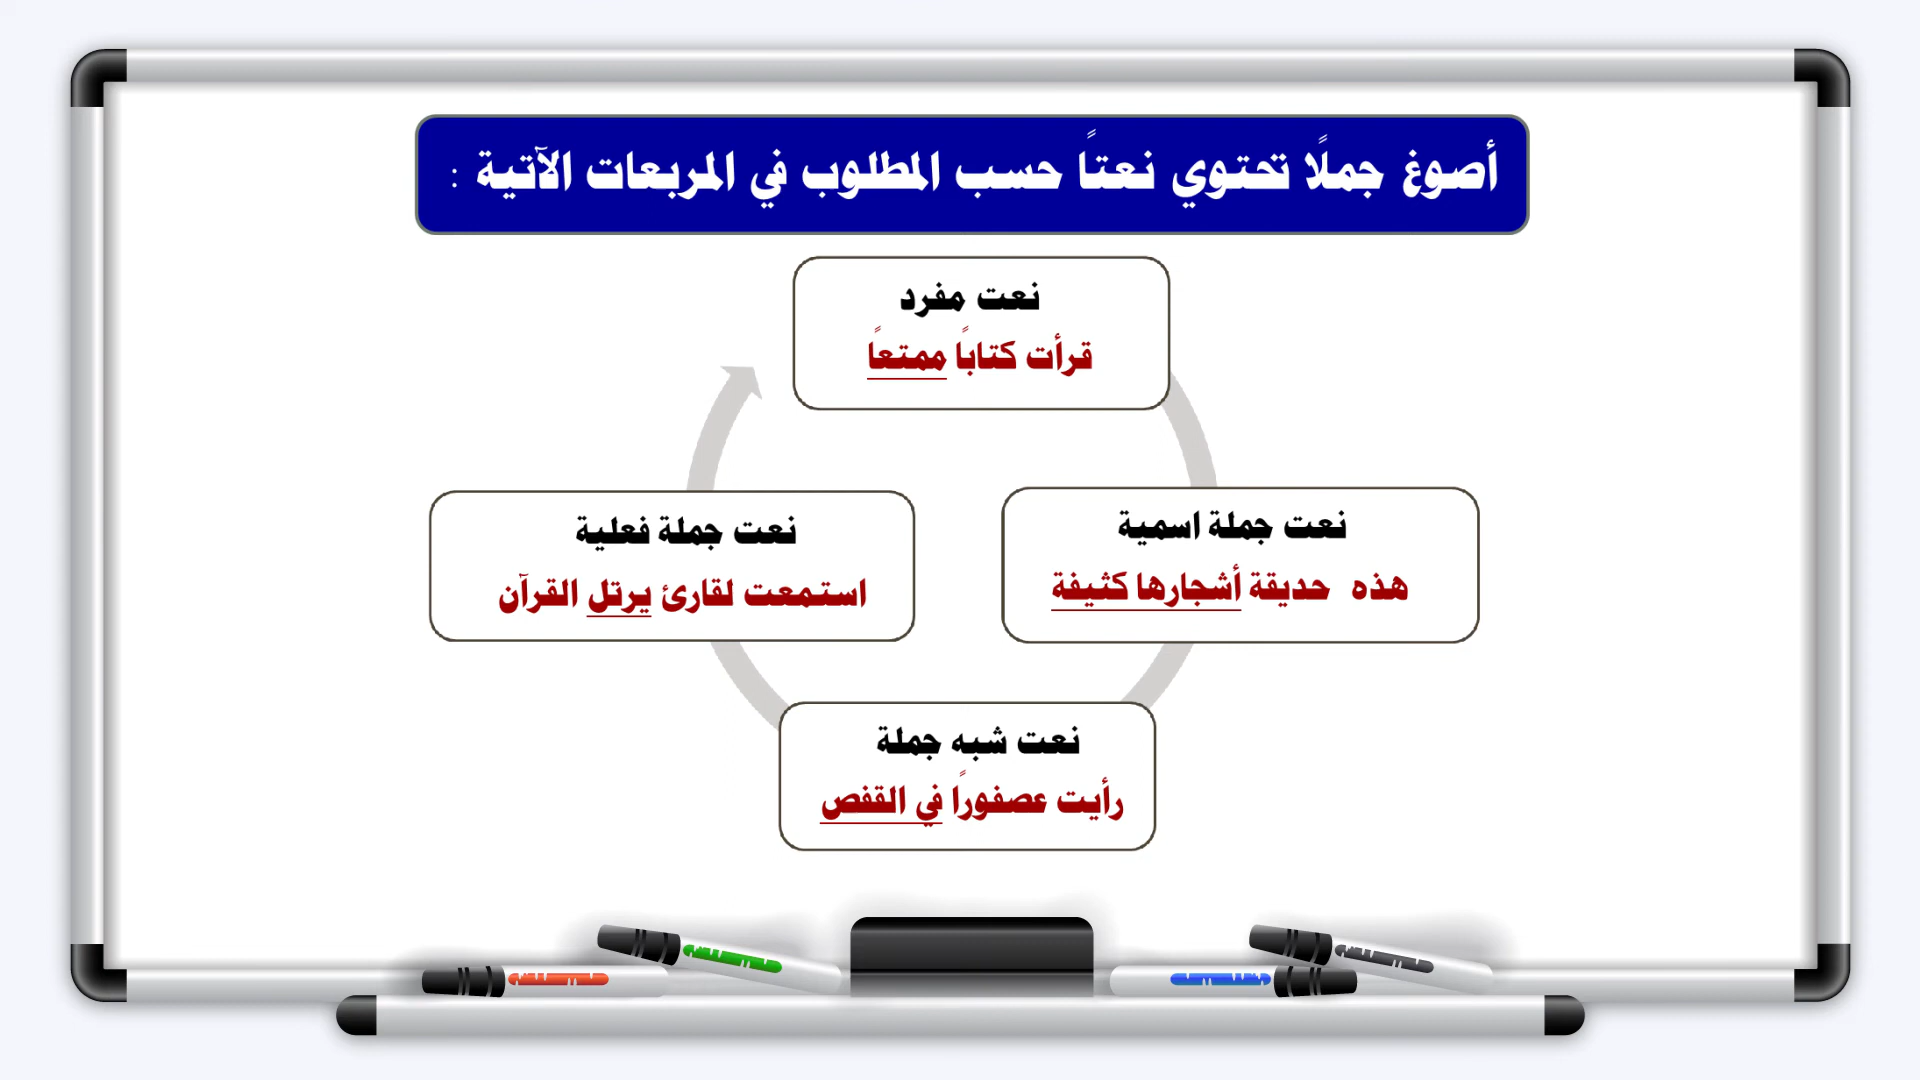 أصوغ جملًا تحتوي نعتاً حسب المطلوب في المربعات الآتية :
نعت مفرد
قرأت كتاباً ممتعاً
نعت جملة اسمية
هذه حديقة أشجارها كثيفة
نعت جملة فعلية
استمعت لقارئ يرتل القرآن
نعت شبه جملة
رأيت عصفوراً في القفص